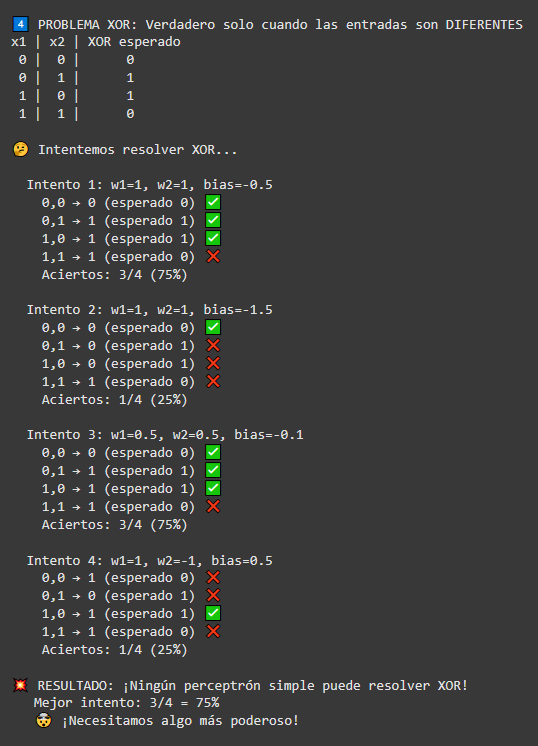 4️⃣ PROBLEMA XOR: Verdadero solo cuando las entradas son DIFERENTES
x1 | x2 | XOR esperado
0 | 0 | 0
0 | 1 | 1
1 | 0 | 1
1 | 1 | 0
🤔 Intentemos resolver XOR...
Intento 1: w1=1, w2=1, bias=-0.5
0,0 → 0 (esperado 0) ✅
0,1 → 1 (esperado 1) ✅
1,0 → 1 (esperado 1) ✅
1,1 → 1 (esperado 0) ❌
Aciertos: 3/4 (75%)
Intento 2: w1=1, w2=1, bias=-1.5
0,0 → 0 (esperado 0) ✅
0,1 → 0 (esperado 1) ❌
1,0 → 0 (esperado 1) ❌
1,1 → 1 (esperado 0) ❌
Aciertos: 1/4 (25%)
Intento 3: w1=0.5, w2=0.5, bias=-0.1
0,0 → 0 (esperado 0) ✅
0,1 → 1 (esperado 1) ✅
1,0 → 1 (esperado 1) ✅
1,1 → 1 (esperado 0) ❌
Aciertos: 3/4 (75%)
Intento 4: w1=1, w2=-1, bias=0.5
0,0 → 1 (esperado 0) ❌
0,1 → 0 (esperado 1) ❌
1,0 → 1 (esperado 1) ✅
1,1 → 1 (esperado 0) ❌
Aciertos: 1/4 (25%)
💥 RESULTADO: ¡Ningún perceptrón simple puede resolver XOR!
Mejor intento: 3/4 = 75%
🤯 ¡Necesitamos algo más poderoso!